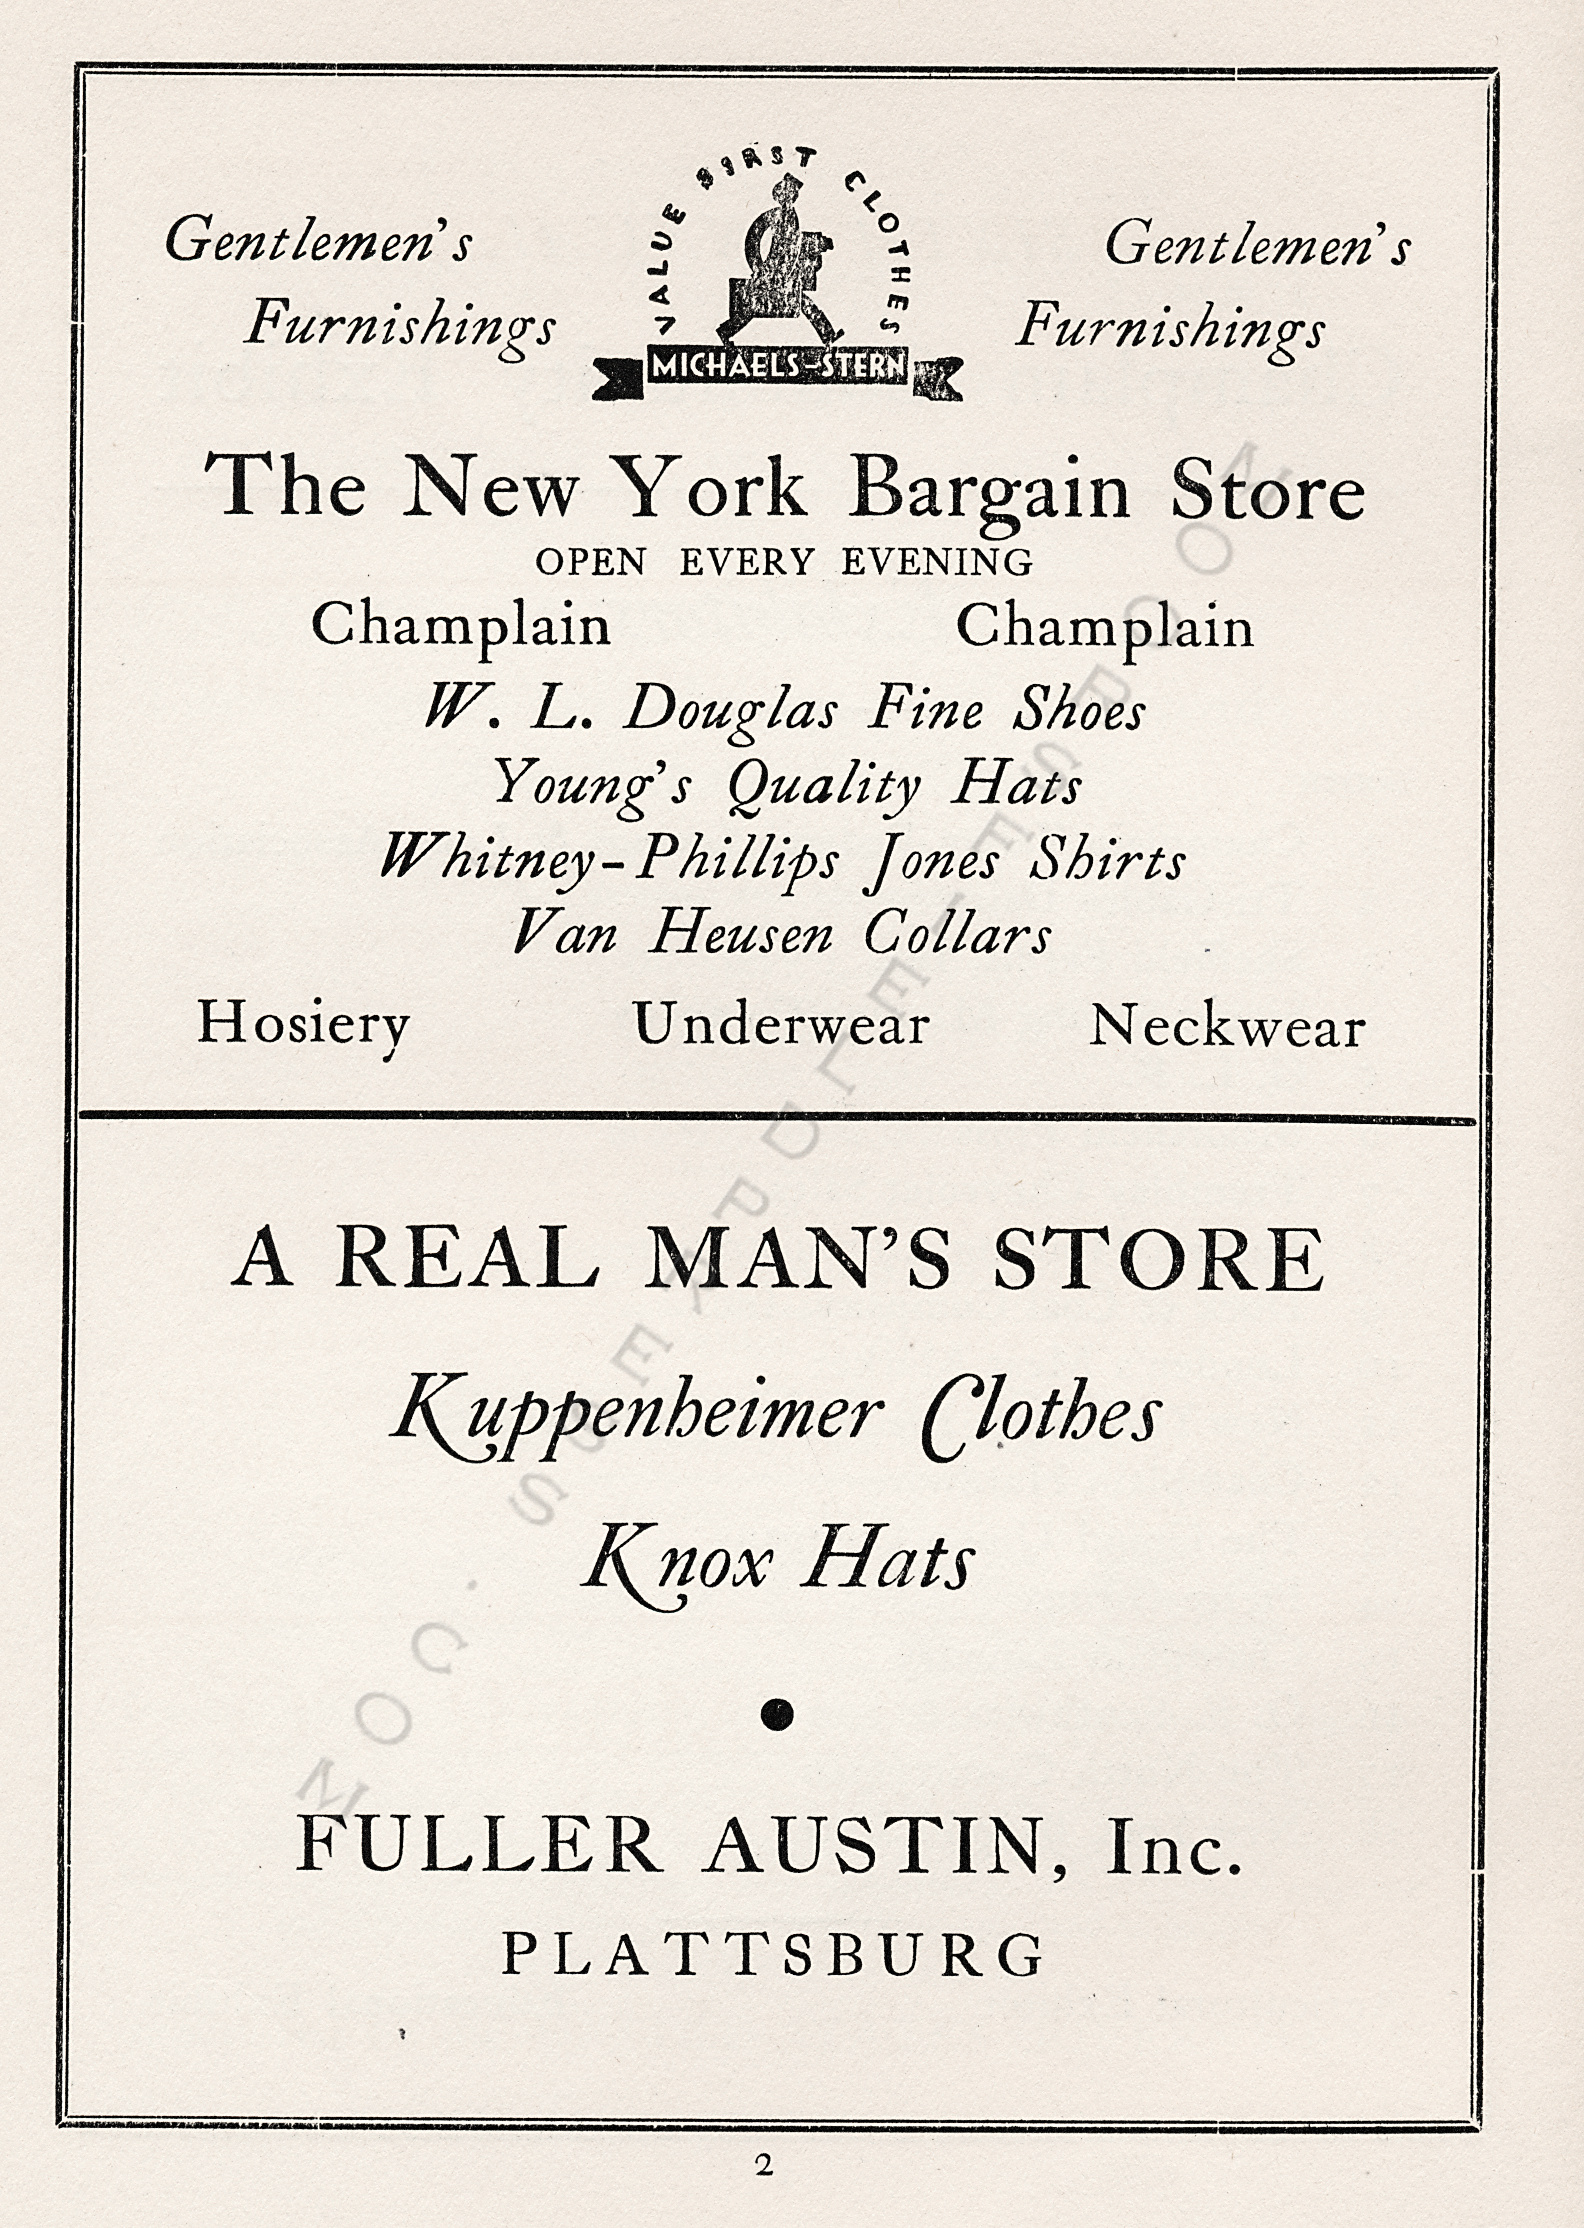 VALUE FIRST CLOTHES
MICHAELS-STERN
Gentlemen's Gentlemen's
Furnishings Furnishings
The New York Bargain Store
OPEN EVERY EVENING
Champlain Champlain
W. L. Douglas Fine Shoes
Young's Quality Hats
Whitney-Phillips Jones Shirts
Van Heusen Collars
Hosiery Underwear Neckwear
A REAL MAN'S STORE
Kuppenheimer Clothes
Knox Hats
FULLER AUSTIN, Inc.
PLATTSBURG
2